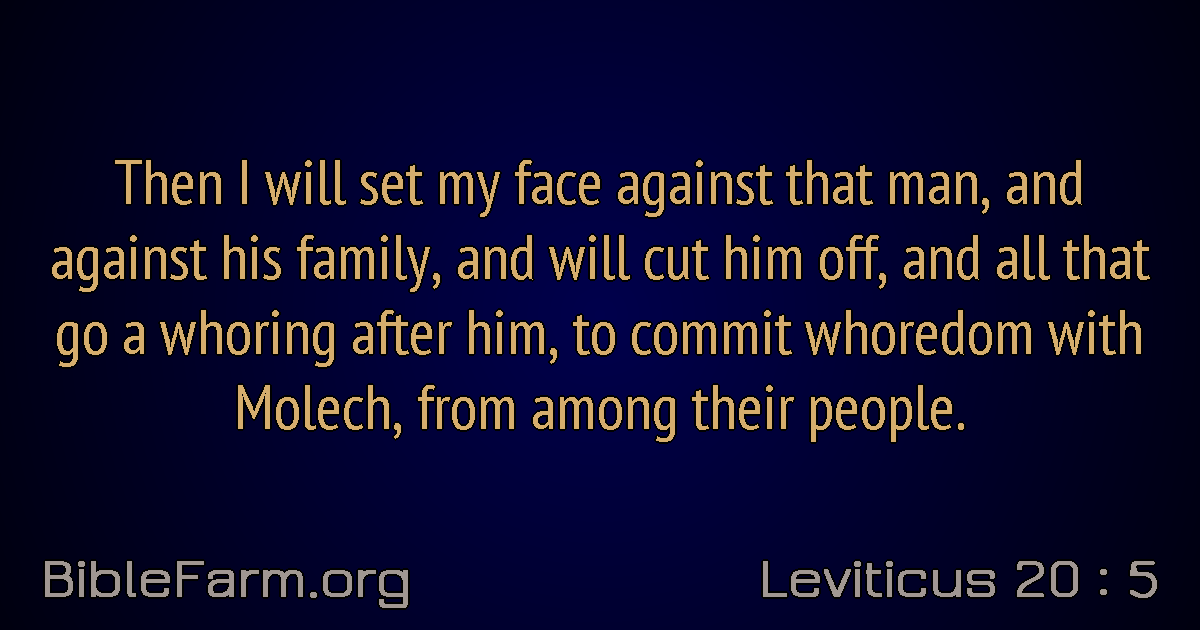 Then I will set my face against that man, and
against his family, and will cut him off, and all that
go a whoring after him, to commit whoredom with
Molech, from among their people.
BibleFarm.org
Leviticus 20 : 5